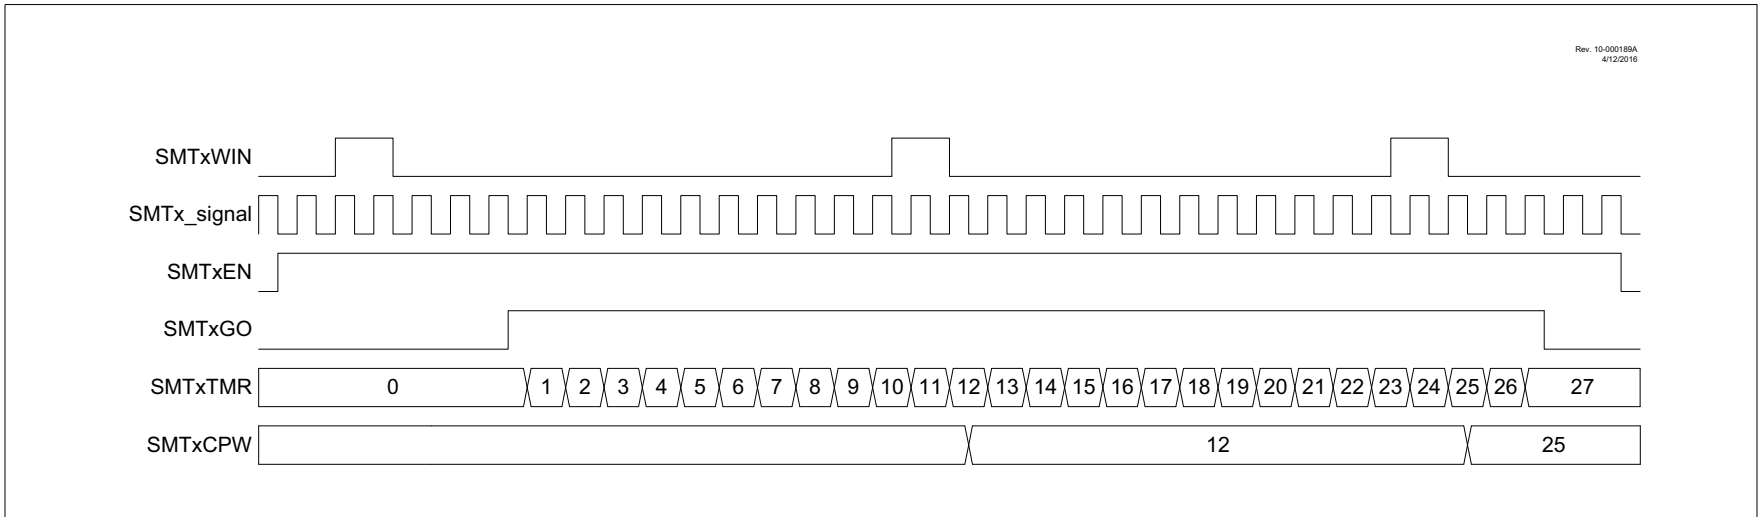 Rev. 10-000189A
4/12/2016
SMTxWIN
SMTx_signal
SMTxEN
SMTxGO
SMTxTMR 0 1 2 3 4 5 6 7 8 9 10 11 12 13 14 15 16 17 18 19 20 21 22 23 24 25 26 27
SMTxCPW 12 25